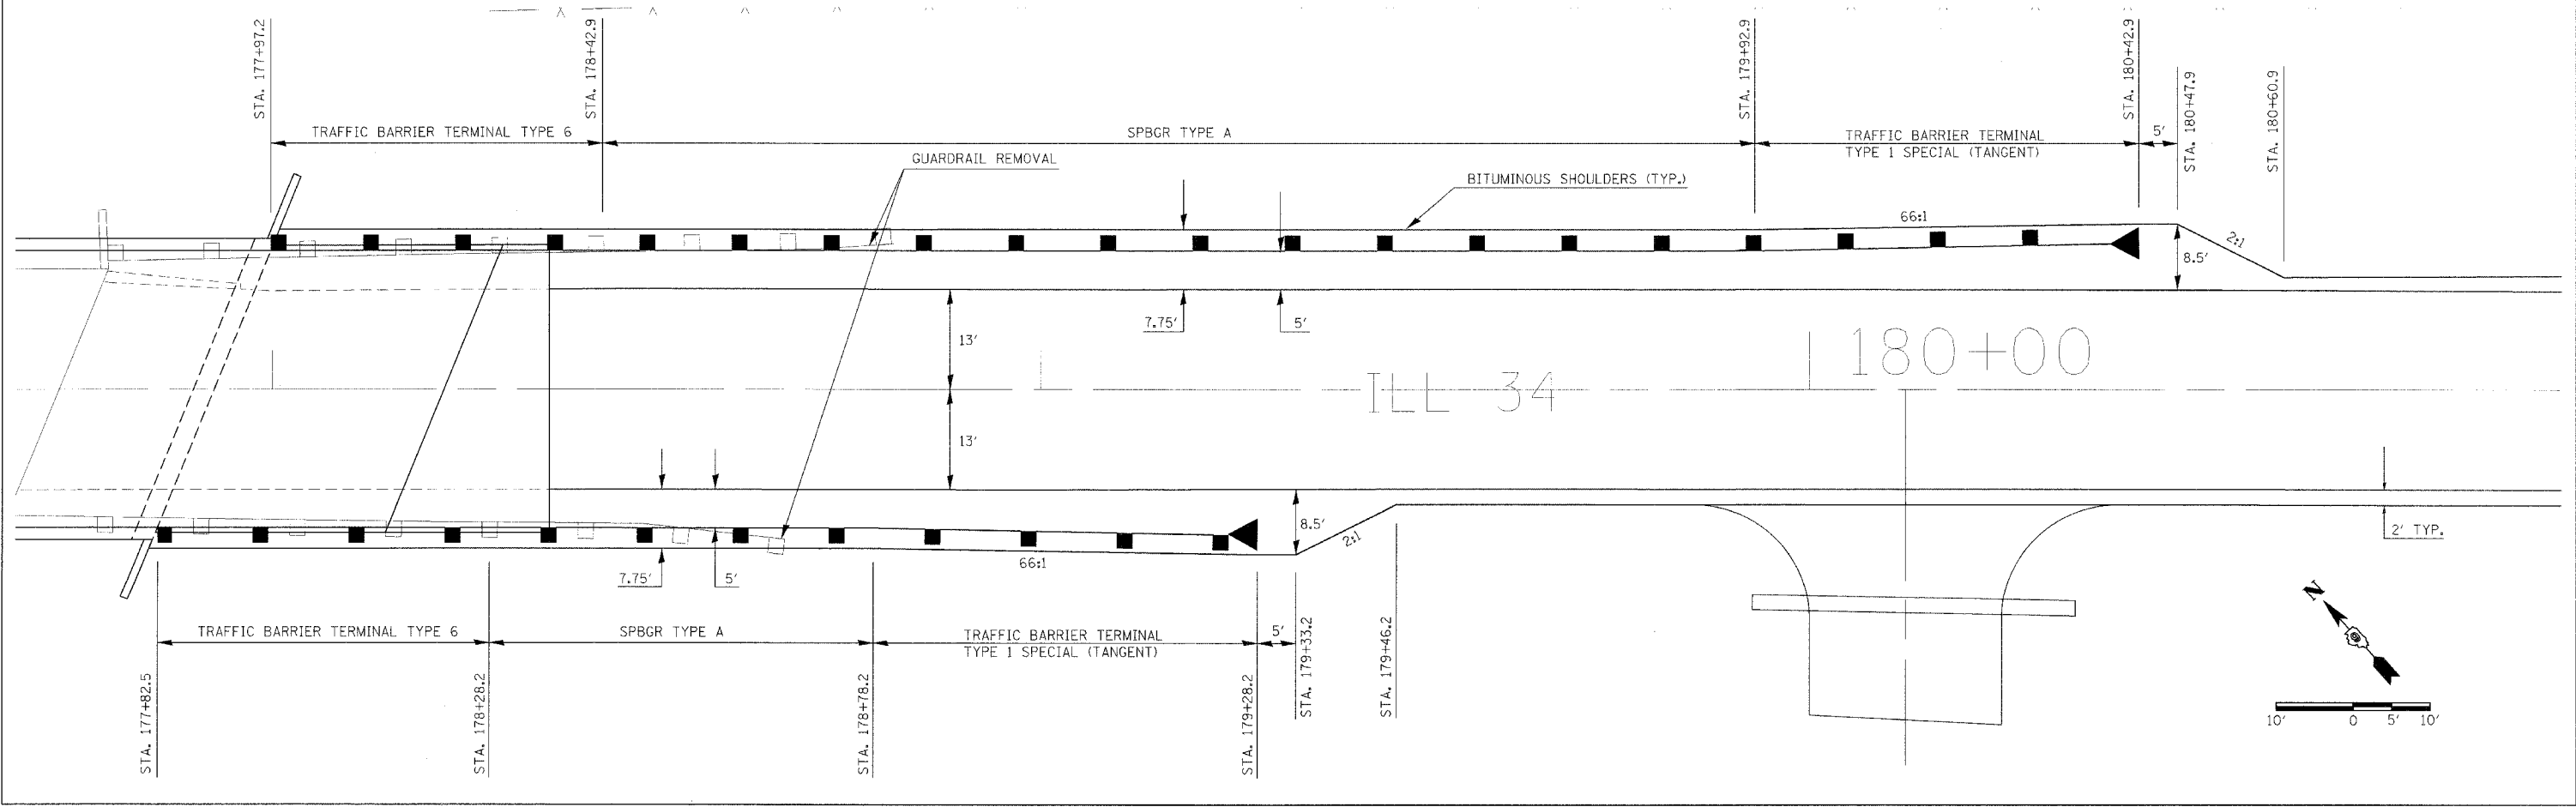 STA. 177+97.2
STA. 178+42.9
STA. 179+92.9
STA. 180+42.9
STA. 180+47.9
STA. 180+60.9
TRAFFIC BARRIER TERMINAL TYPE 6
SPBGR TYPE A
TRAFFIC BARRIER TERMINAL
TYPE 1 SPECIAL (TANGENT)
5'
GUARDRAIL REMOVAL
BITUMINOUS SHOULDERS (TYP.)
66:1
2:1
8.5'
7.75'
5'
13'
180+00
ILL 34
13'
8.5'
2:1
2' TYP.
66:1
7.75'
5'
TRAFFIC BARRIER TERMINAL TYPE 6
SPBGR TYPE A
TRAFFIC BARRIER TERMINAL
TYPE 1 SPECIAL (TANGENT)
5'
STA. 177+82.5
STA. 178+28.2
STA. 178+78.2
STA. 179+28.2
STA. 179+33.2
STA. 179+46.2
N
10' 0 5' 10'